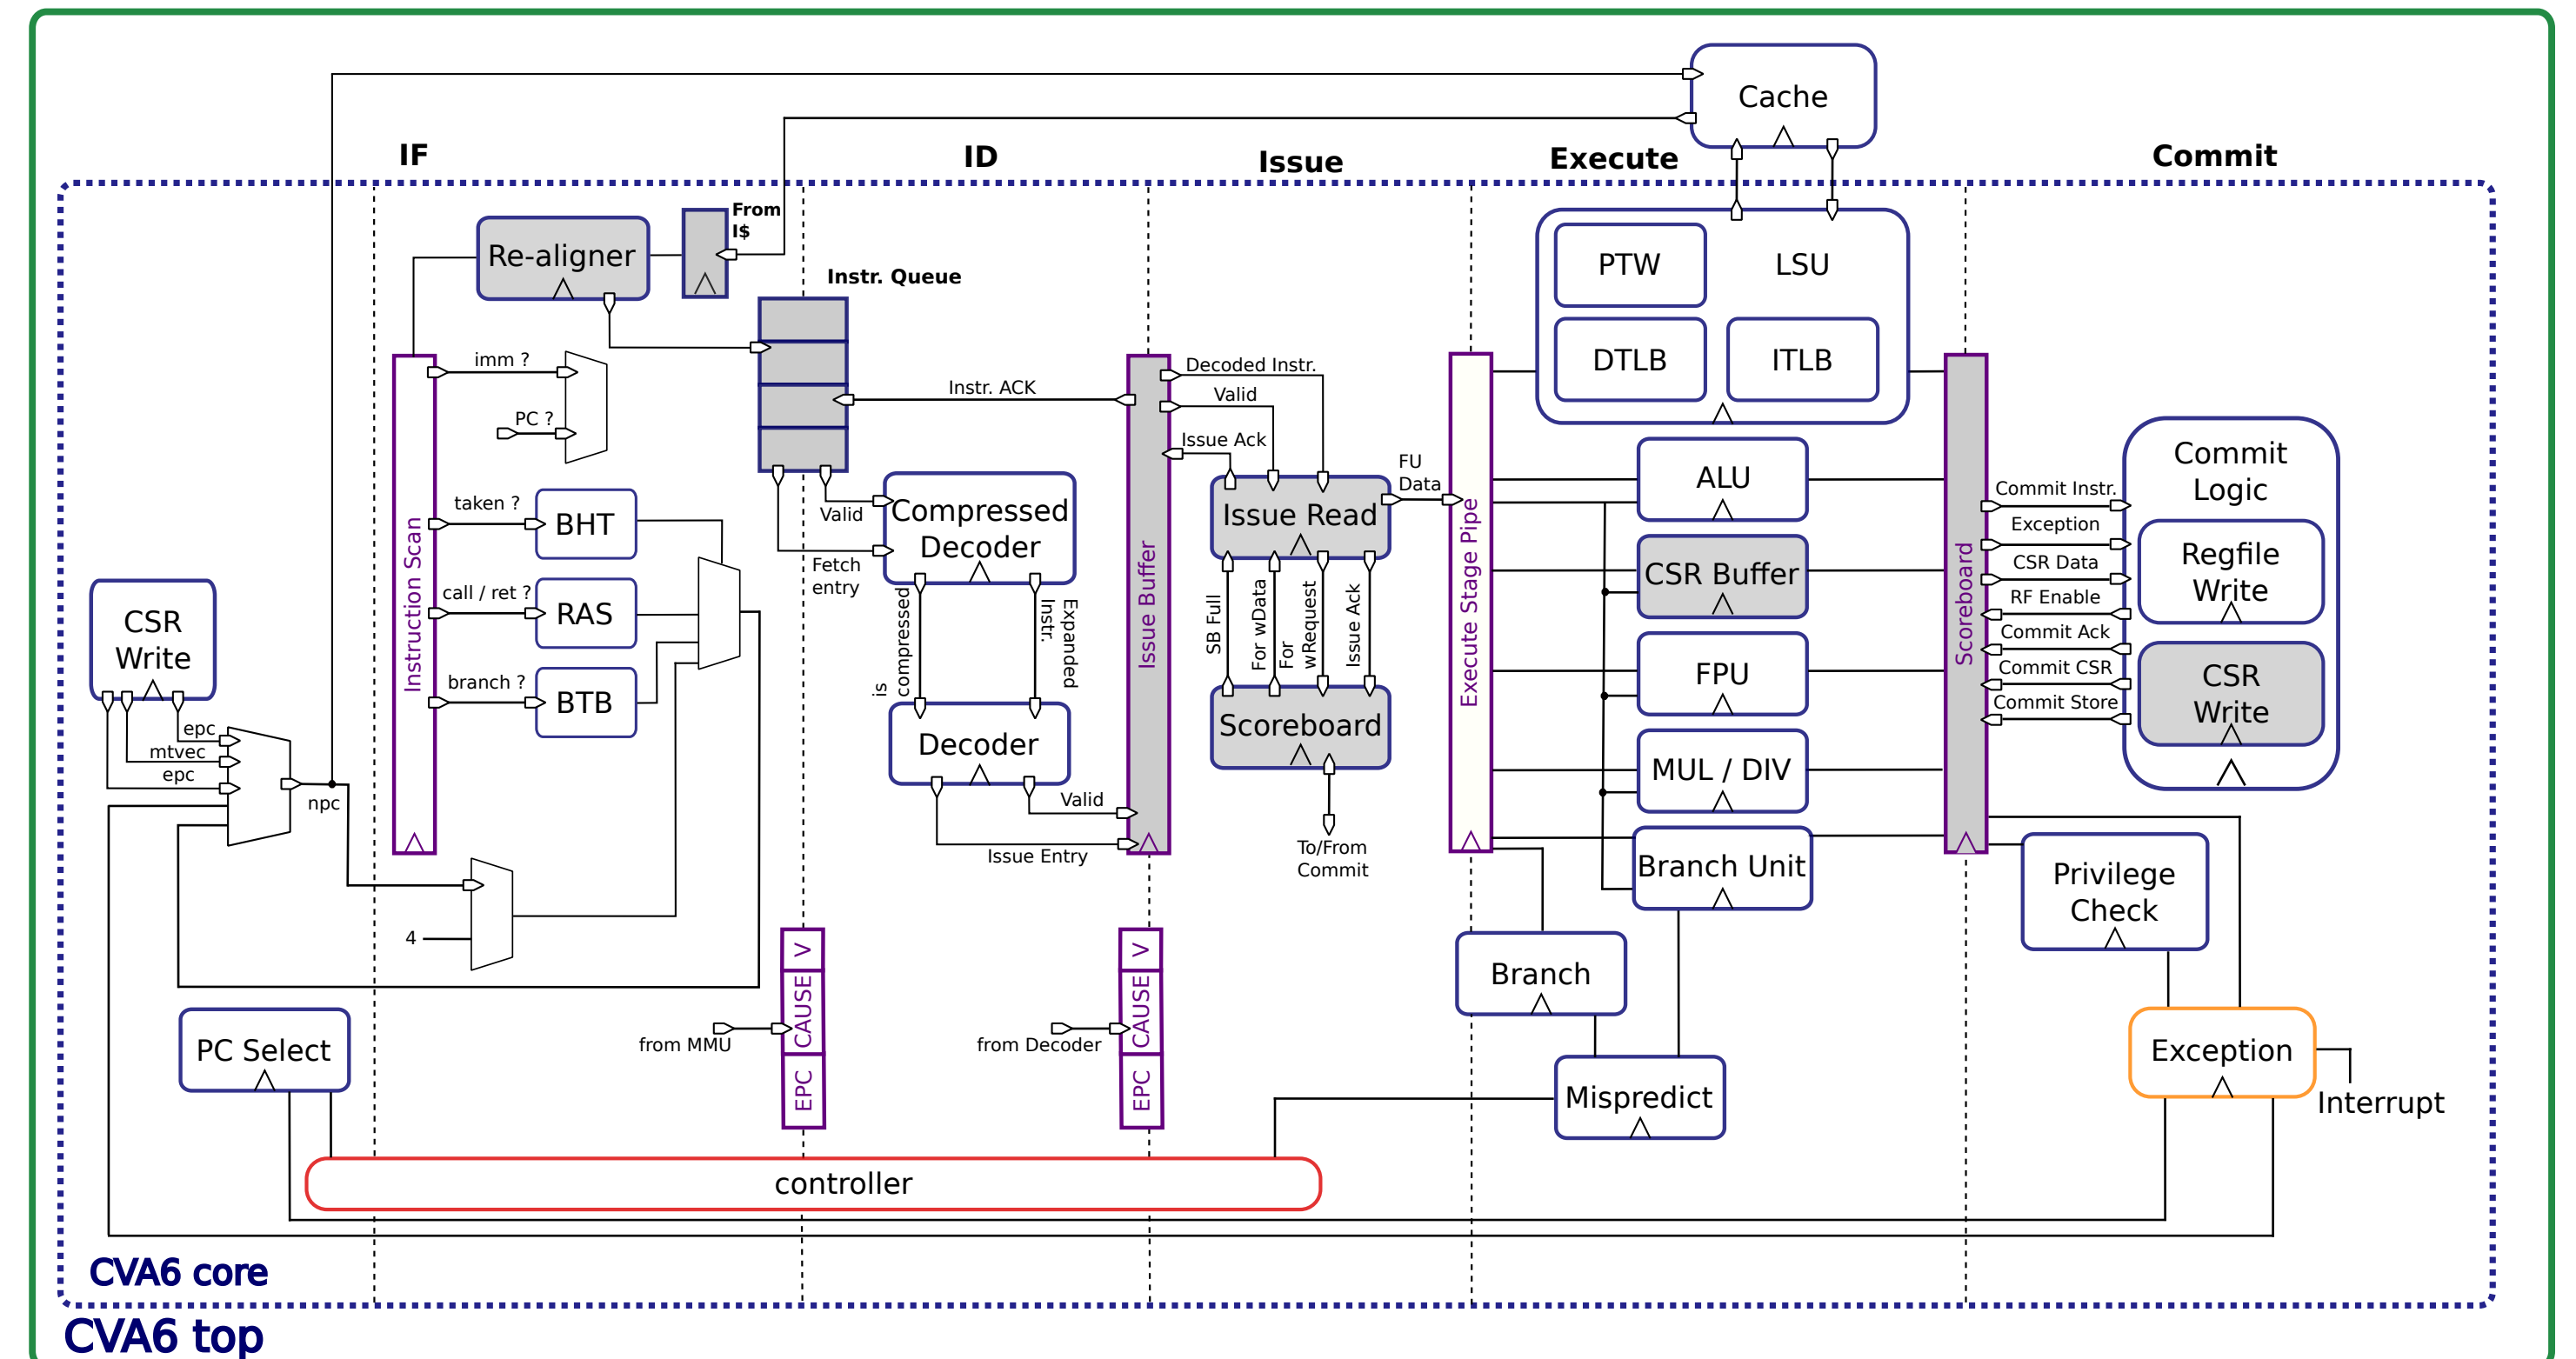 Cache
IF
ID
Issue
Execute
Commit
From
I$
Re-aligner
Instr. Queue
PTW
LSU
DTLB
ITLB
imm ?
PC ?
Instr. ACK
Decoded Instr.
Valid
Issue Ack
FU
Data
taken ?
BHT
call / ret ?
RAS
branch ?
BTB
Instruction Scan
Valid
Fetch
entry
Compressed
Decoder
is
compressed
Expanded
Instr.
Decoder
Valid
Issue Entry
Issue Buffer
Issue Read
SB Full
For wData
For
wRequest
Issue Ack
Scoreboard
To/From
Commit
Execute Stage Pipe
ALU
CSR Buffer
FPU
MUL / DIV
Branch Unit
Scoreboard
Commit Instr.
Exception
CSR Data
RF Enable
Commit Ack
Commit CSR
Commit Store
Commit
Logic
Regfile
Write
CSR
Write
CSR
Write
epc
mtvec
epc
npc
4
Privilege
Check
Branch
Mispredict
Exception
Interrupt
PC Select
from MMU
V
CAUSE
EPC
from Decoder
V
CAUSE
EPC
controller
CVA6 core
CVA6 top